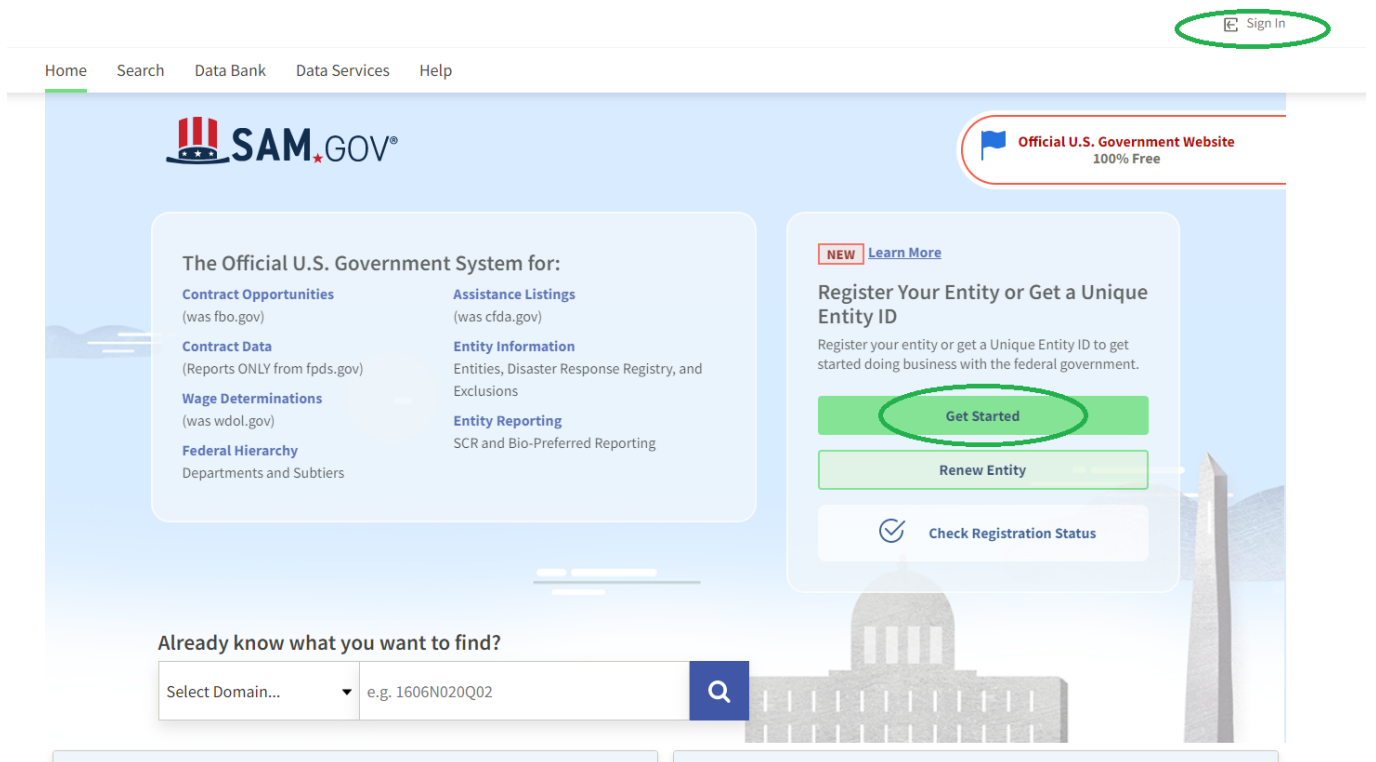 Sign In
Home Search Data Bank Data Services Help
SAM.GOV®
Official U.S. Government Website
100% Free
The Official U.S. Government System for:
Contract Opportunities
(was fbo.gov)
Contract Data
(Reports ONLY from fpds.gov)
Wage Determinations
(was wdol.gov)
Federal Hierarchy
Departments and Subtiers
Assistance Listings
(was cfda.gov)
Entity Information
Entities, Disaster Response Registry, and
Exclusions
Entity Reporting
SCR and Bio-Preferred Reporting
NEW Learn More
Register Your Entity or Get a Unique
Entity ID
Register your entity or get a Unique Entity ID to get
started doing business with the federal government.
Get Started
Renew Entity
Check Registration Status
Already know what you want to find?
Select Domain... e.g. 1606N020Q02